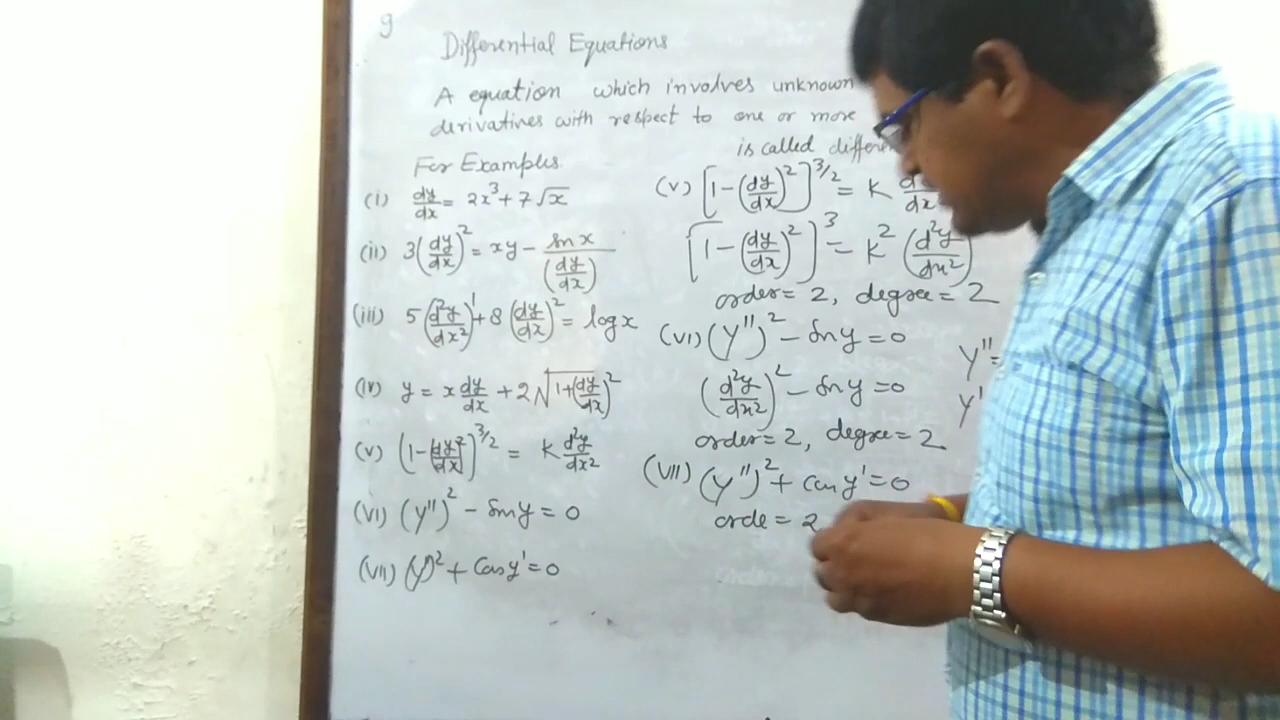 9
Differential Equations
A equation which involves unknown
derivatives with respect to one or more
is called differen
For Examples
(i) dy/dx = 2x³ + 7√x
(ii) 3(dy/dx)² = xy - sin x/(dy/dx)
(iii) 5(d²y/dx²)¹ + 8(dy/dx)² = log x
(iv) y = x dy/dx + 2√1+(dy/dx)²
(v) (1-(dy/dx)²)^3/2 = K d²y/dx²
(vi) (y'')² - sin y = 0
(vii) (y')² + cos y' = 0
(v) [1-(dy/dx)²]^3/2 = K
[1-(dy/dx)²]³ = K² (d²y/dx²)
order = 2, degree = 2
(vi) (y'')² - sin y = 0
(d²y/dx²)² - sin y = 0
order = 2, degree = 2
(vii) (y'')² + cos y' = 0
orde = 2
y'' =
y'